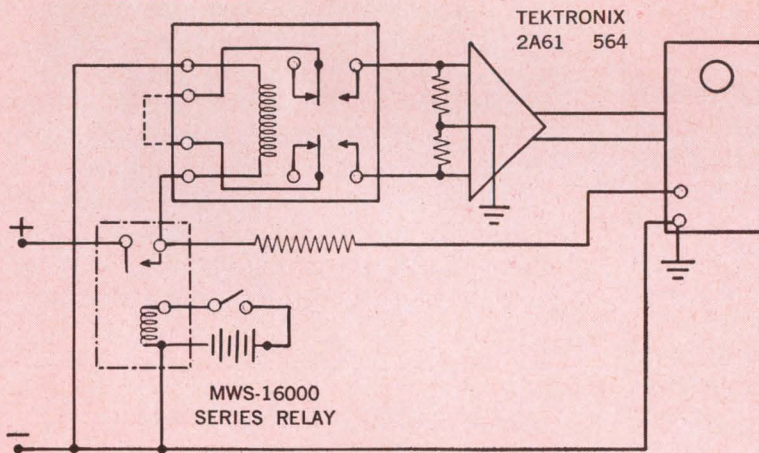 TEKTRONIX
2A61 564
+
MWS-16000
SERIES RELAY
−